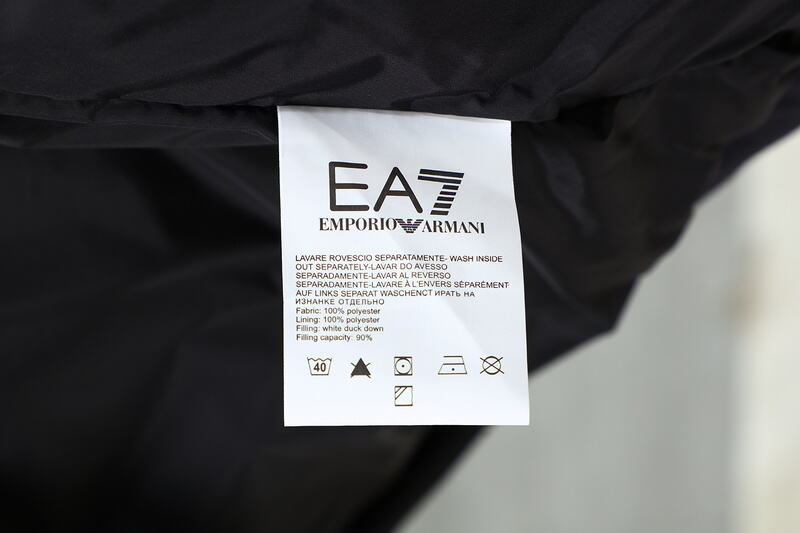 EA7
EMPORIO ARMANI
LAVARE ROVESCIO SEPARATAMENTE- WASH INSIDE
OUT SEPARATELY-LAVAR DO AVESSO
SEPARADAMENTE-LAVAR AL REVERSO
SEPARADAMENTE-LAVARE À L'ENVERS SÉPARÉMENT-
AUF LINKS SEPARAT WASCHENCT ИРАТЬ НА
ИЗНАНКЕ ОТДЕЛЬНО
Fabric: 100% polyester
Lining: 100% polyester
Filling: white duck down
Filling capacity: 90%
40